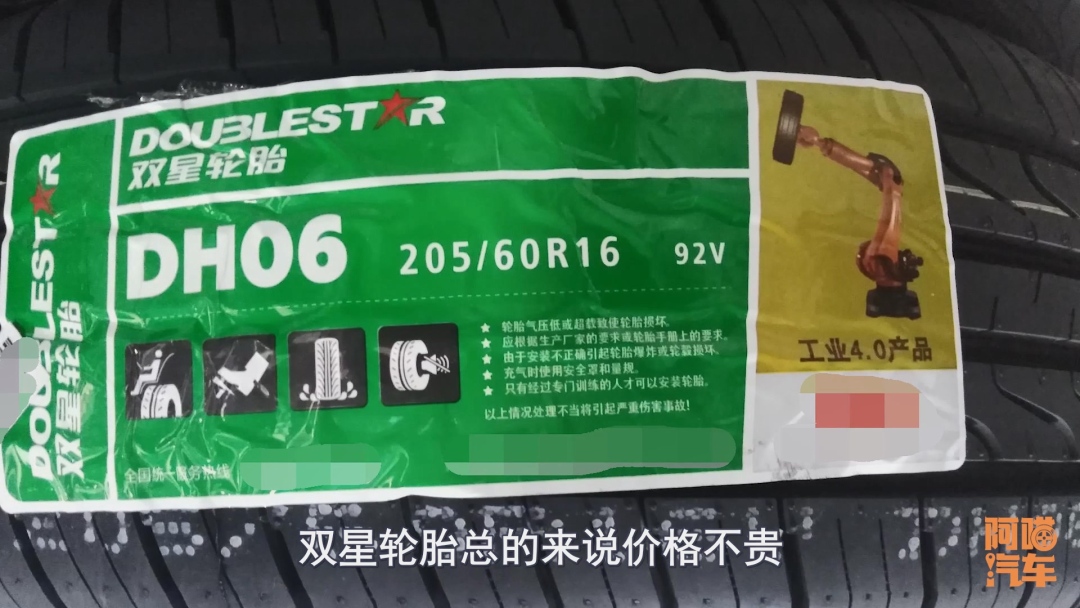 DOUBLESTAR
双星轮胎
DOUBLESTAR
双星轮胎
DH06 205/60R16 92V
轮胎气压低或超载致使轮胎损坏.
应根据生产厂家的要求或轮胎手册上的要求.
由于安装不正确引起轮胎爆炸或轮毂损坏.
充气时使用安全罩和量规.
只有经过专门训练的人才可以安装轮胎.
以上情况处理不当将引起严重伤害事故!
全国统一服务热线
工业4.0产品
双星轮胎总的来说价格不贵
阿喵
汽车